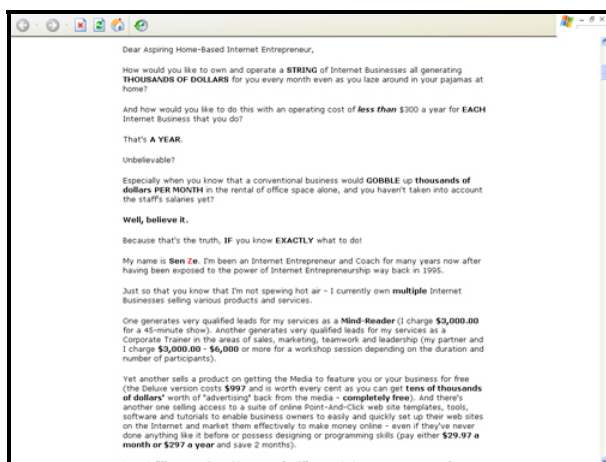 Dear Aspiring Home-Based Internet Entrepreneur,
How would you like to own and operate a STRING of Internet Businesses all generating
THOUSANDS OF DOLLARS for you every month even as you laze around in your pajamas at
home?
And how would you like to do this with an operating cost of less than $300 a year for EACH
Internet Business that you do?
That's A YEAR.
Unbelievable?
Especially when you know that a conventional business would GOBBLE up thousands of
dollars PER MONTH in the rental of office space alone, and you haven't taken into account
the staff's salaries yet?
Well, believe it.
Because that's the truth, IF you know EXACTLY what to do!
My name is Sen Ze. I'm been an Internet Entrepreneur and Coach for many years now after
having been exposed to the power of Internet Entrepreneurship way back in 1995.
Just so that you know that I'm not spewing hot air - I currently own multiple Internet
Businesses selling various products and services.
One generates very qualified leads for my services as a Mind-Reader (I charge $3,000.00
for a 45-minute show). Another generates very qualified leads for my services as a
Corporate Trainer in the areas of sales, marketing, teamwork and leadership (my partner and
I charge $3,000.00 - $6,000 or more for a workshop session depending on the duration and
number of participants).
Yet another sells a product on getting the Media to feature you or your business for free
(the Deluxe version costs $997 and is worth every cent as you can get tens of thousands
of dollars' worth of "advertising" back from the media - completely free). And there's
another one selling access to a suite of online Point-And-Click web site templates, tools,
software and tutorials to enable business owners to easily and quickly set up their web sites
on the Internet and market them effectively to make money online - even if they've never
done anything like it before or possess designing or programming skills (pay either $29.97 a
month or $297 a year and save 2 months).